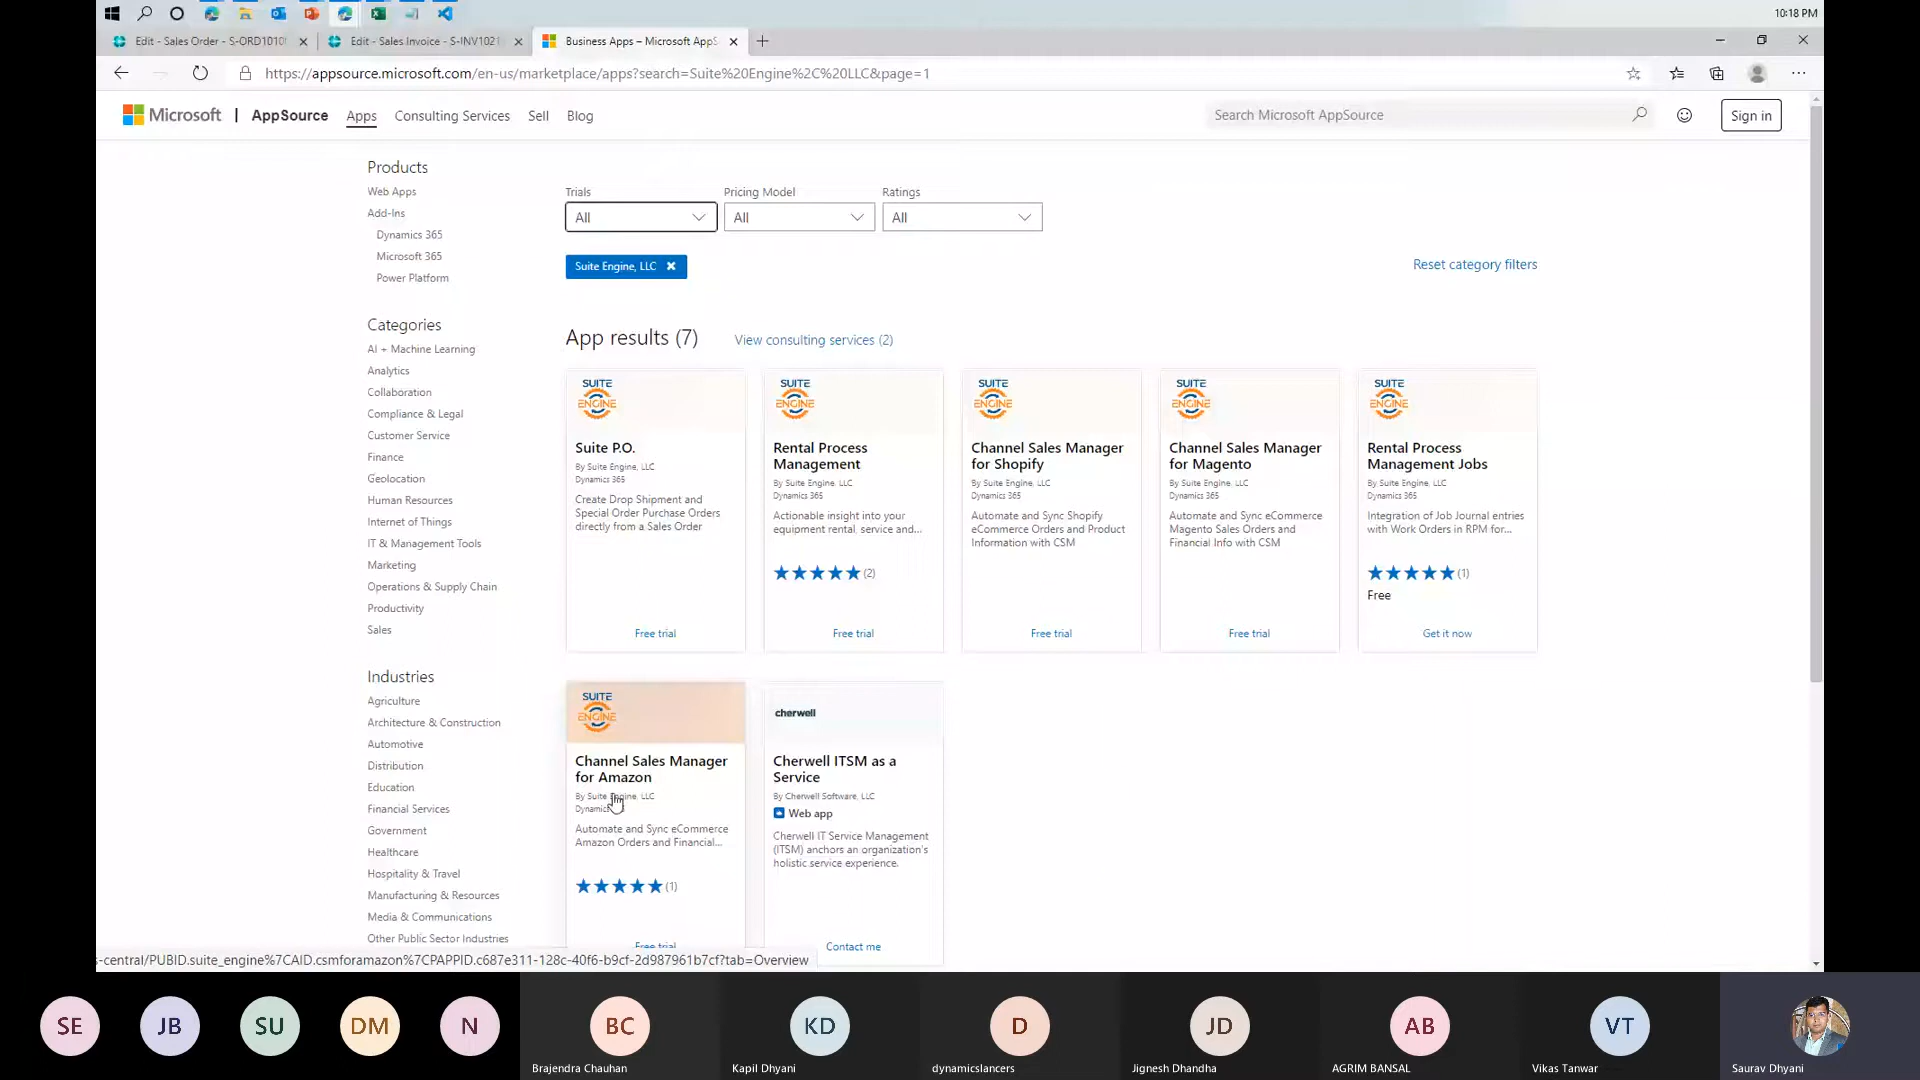 10:18 PM
Edit - Sales Order - S-ORD1010
Edit - Sales Invoice - S-INV1021
Business Apps – Microsoft AppS
https://appsource.microsoft.com/en-us/marketplace/apps?search=Suite%20Engine%2C%20LLC&page=1
Microsoft | AppSource
Apps
Consulting Services
Sell
Blog
Search Microsoft AppSource
Sign in
Products
Web Apps
Add-Ins
Dynamics 365
Microsoft 365
Power Platform
Categories
AI + Machine Learning
Analytics
Collaboration
Compliance & Legal
Customer Service
Finance
Geolocation
Human Resources
Internet of Things
IT & Management Tools
Marketing
Operations & Supply Chain
Productivity
Sales
Industries
Agriculture
Architecture & Construction
Automotive
Distribution
Education
Financial Services
Government
Healthcare
Hospitality & Travel
Manufacturing & Resources
Media & Communications
Other Public Sector Industries
Trials
All
Pricing Model
All
Ratings
All
Suite Engine, LLC
Reset category filters
App results (7)
View consulting services (2)
SUITE
ENGINE
Suite P.O.
By Suite Engine, LLC
Dynamics 365
Create Drop Shipment and
Special Order Purchase Orders
directly from a Sales Order
Free trial
SUITE
ENGINE
Rental Process
Management
By Suite Engine, LLC
Dynamics 365
Actionable insight into your
equipment rental, service and...
(2)
Free trial
SUITE
ENGINE
Channel Sales Manager
for Shopify
By Suite Engine, LLC
Dynamics 365
Automate and Sync Shopify
eCommerce Orders and Product
Information with CSM
Free trial
SUITE
ENGINE
Channel Sales Manager
for Magento
By Suite Engine, LLC
Dynamics 365
Automate and Sync eCommerce
Magento Sales Orders and
Financial Info with CSM
Free trial
SUITE
ENGINE
Rental Process
Management Jobs
By Suite Engine, LLC
Dynamics 365
Integration of Job Journal entries
with Work Orders in RPM for...
(1)
Free
Get it now
SUITE
ENGINE
Channel Sales Manager
for Amazon
By Suite Engine, LLC
Automate and Sync eCommerce
Amazon Orders and Financial...
(1)
Free trial
cherwell
Cherwell ITSM as a
Service
By Cherwell Software, LLC
Web app
Cherwell IT Service Management
(ITSM) anchors an organization's
holistic service experience.
Contact me
s-central/PUBID.suite_engine%7CAID.csmforamazon%7CPAPPID.c687e311-128c-40f6-b9cf-2d987961b7cf?tab=Overview
SE
JB
SU
DM
N
BC
Brajendra Chauhan
KD
Kapil Dhyani
D
dynamicslancers
JD
Jignesh Dhandha
AB
AGRIM BANSAL
VT
Vikas Tanwar
Saurav Dhyani